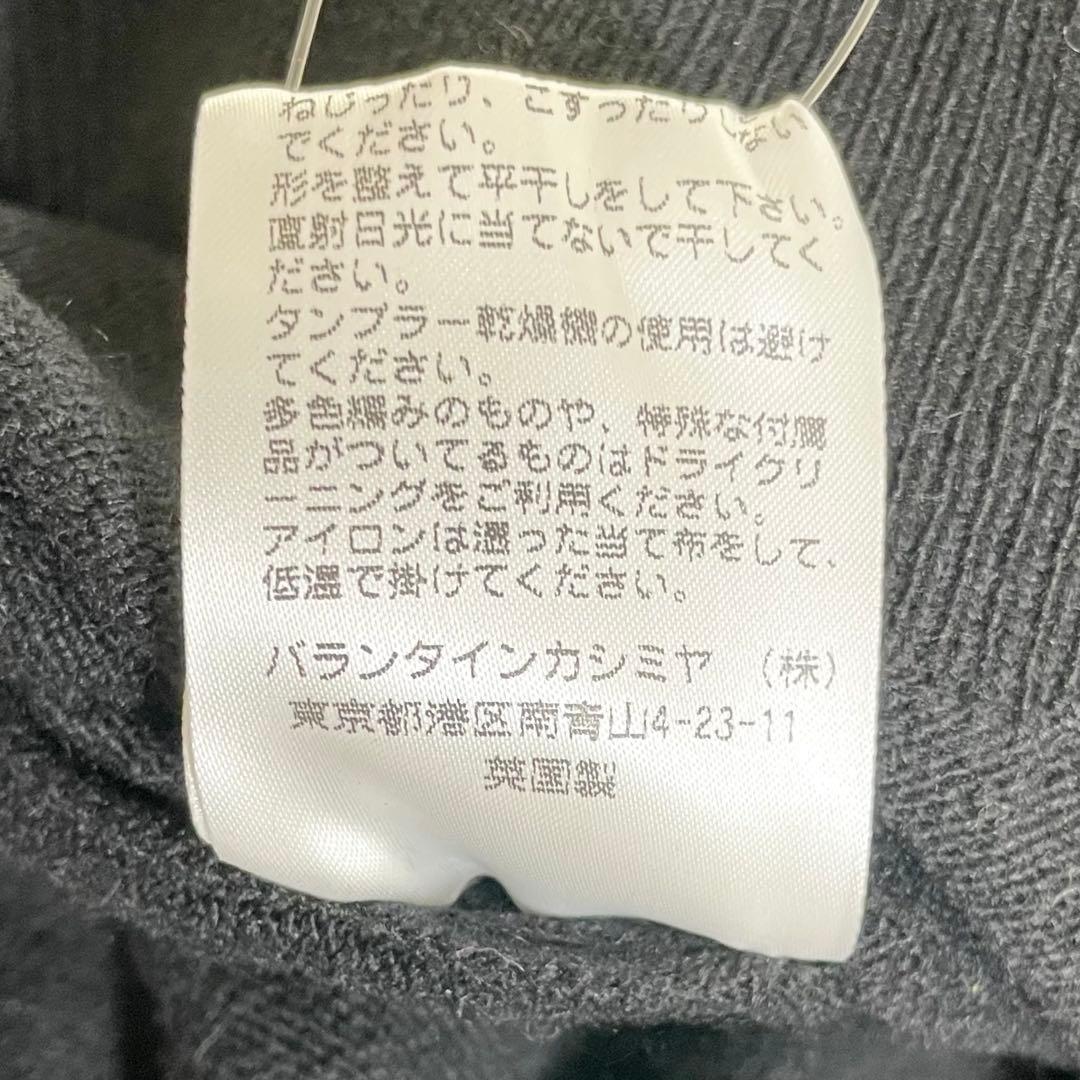 ねじったり、こすったりしない
でください。
形を整えて平干しをして下さい。
直射日光に当てないで干してく
ださい。
タンブラー乾燥機の使用は避け
てください。
多色編みのものや、特殊な付属
品がついてるものはドライクリ
ーニングをご利用ください。
アイロンは湿った当て布をして、
低温で掛けてください。
バランタインカシミヤ (株)
東京都港区南青山4-23-11
英国製